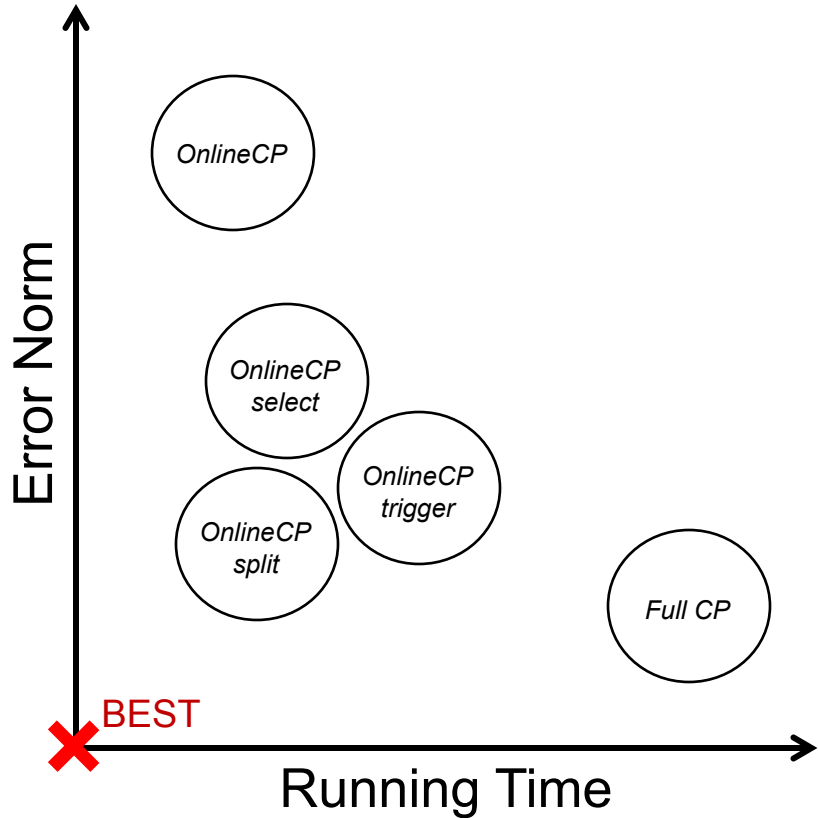 Error Norm
OnlineCP
OnlineCP
select
OnlineCP
trigger
OnlineCP
split
Full CP
BEST
Running Time